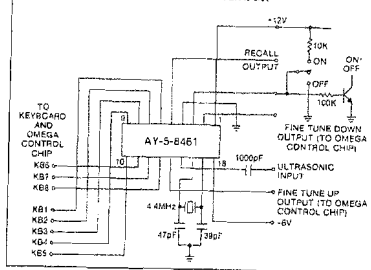 +12V
RECALL
OUTPUT
10K
ON
OFF
ON*
OFF
100K
TO
KEYBOARD
AND
OMEGA
CONTROL
CHIP
9
1
AY-5-8461
10
18
FINE TUNE DOWN
OUTPUT (TO OMEGA
CONTROL CHIP)
1000pF
ULTRASONIC
INPUT
KB6
KB7
KB8
FINE TUNE UP
OUTPUT (TO OMEGA
CONTROL CHIP)
-6V
KB1
KB2
KB3
KB4
KB5
4.4MHz
47pF
39pF